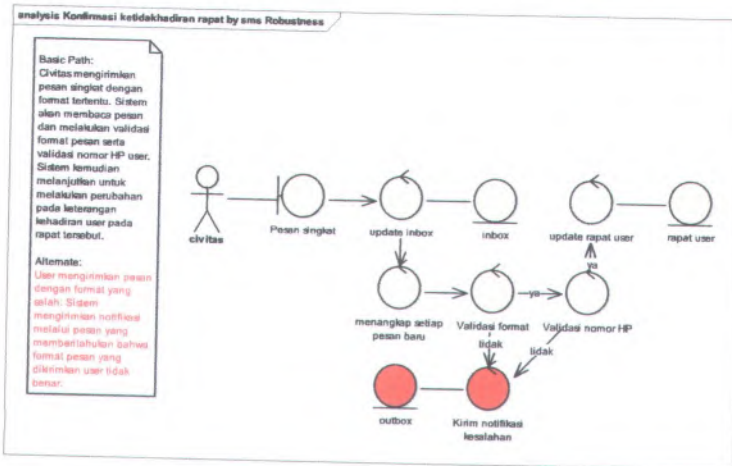 analysis Konfirmasi ketidakhadiran rapat by sms Robustness
Basic Path:
Civitas mengirimkan
pesan singkat dengan
format tertentu. Sistem
akan membaca pesan
dan melakukan validasi
format pesan serta
validasi nomor HP user.
Sistem kemudian
melanjutkan untuk
melakukan perubahan
pada keterangan
kehadiran user pada
rapat tersebut.
Alternate:
User mengirimkan pesan
dengan format yang
salah. Sistem
mengirimkan notifikasi
melalui pesan yang
memberitahukan bahwa
format pesan yang
dikirimkan user tidak
benar.
civitas
Pesan singkat
update inbox
inbox
update rapat user
rapat user
ya
menangkap setiap
pesan baru
Validasi format
ya
Validasi nomor HP
tidak
tidak
outbox
Kirim notifikasi
kesalahan